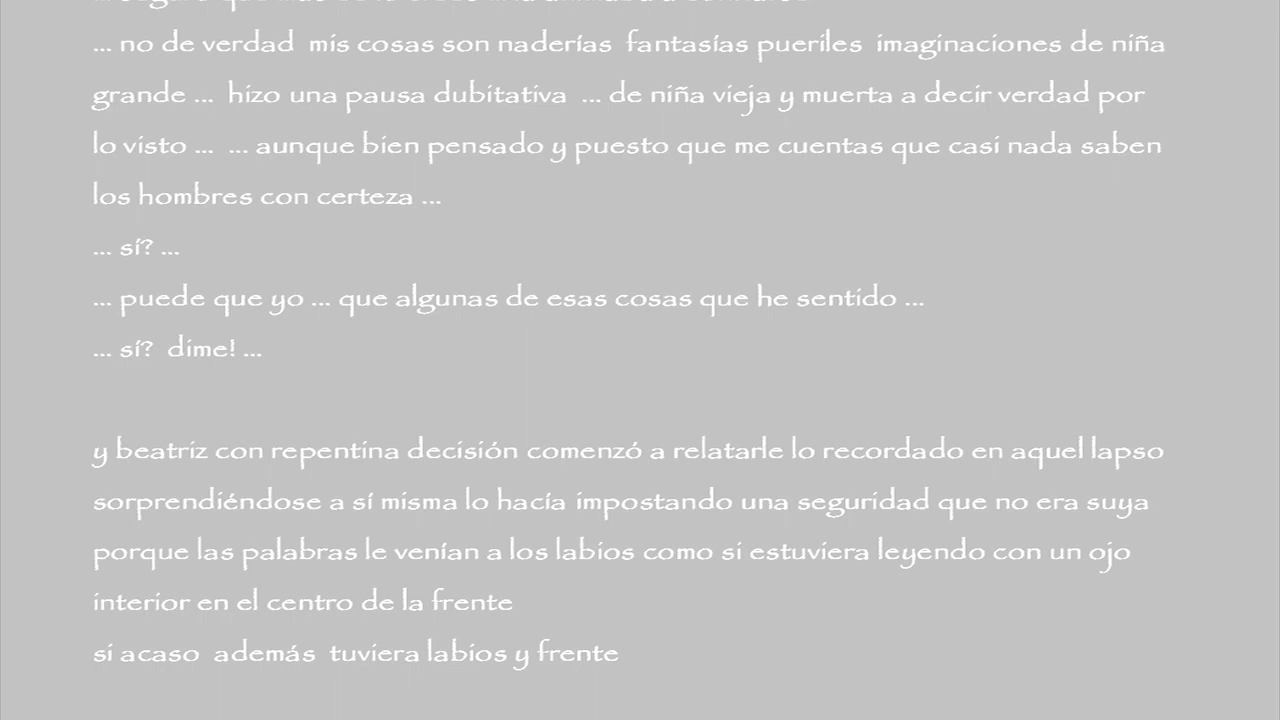 ... no de verdad mis cosas son naderías fantasías pueriles imaginaciones de niña
grande ... hizo una pausa dubitativa ... de niña vieja y muerta a decir verdad por
lo visto ... ... aunque bien pensado y puesto que me cuentas que casi nada saben
los hombres con certeza ...
... sí? ...
... puede que yo ... que algunas de esas cosas que he sentido ...
... sí? dime! ...
y beatriz con repentina decisión comenzó a relatarle lo recordado en aquel lapso
sorprendiéndose a sí misma lo hacía impostando una seguridad que no era suya
porque las palabras le venían a los labios como si estuviera leyendo con un ojo
interior en el centro de la frente
si acaso además tuviera labios y frente